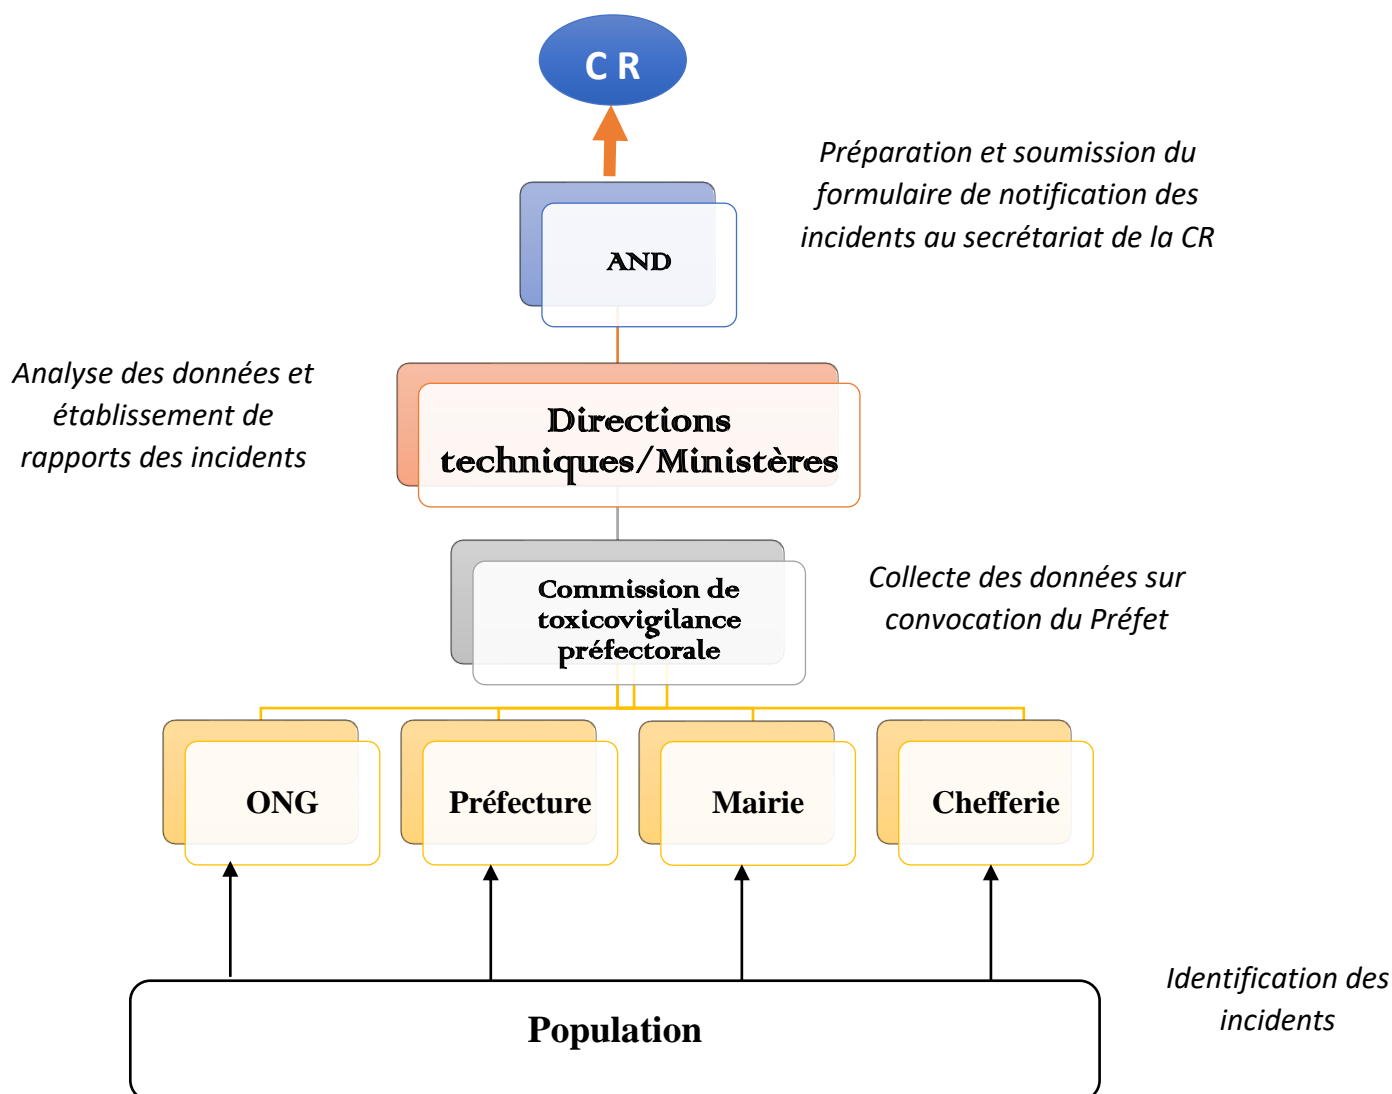 C R
Préparation et soumission du
formulaire de notification des
incidents au secrétariat de la CR
AND
Analyse des données et
établissement de
rapports des incidents
Directions
techniques/Ministères
Commission de
toxicovigilance
préfectorale
Collecte des données sur
convocation du Préfet
ONG
Préfecture
Mairie
Chefferie
Identification des
incidents
Population